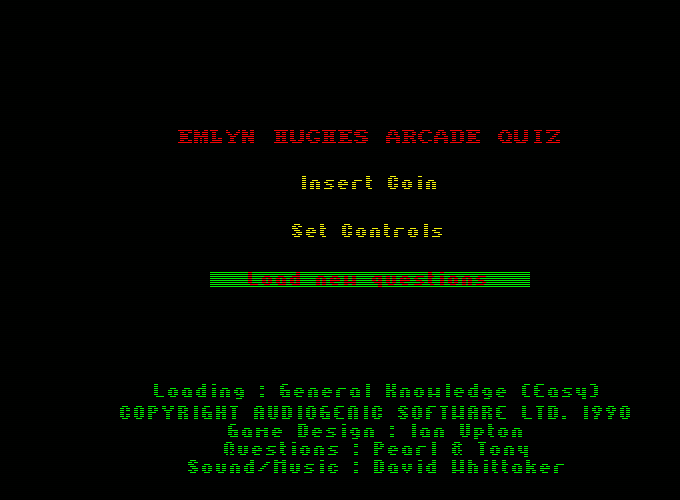 EMLYN HUGHES ARCADE QUIZ
Insert Coin
Set Controls
Load new questions
Loading : General Knowledge (Easy)
COPYRIGHT AUDIOGENIC SOFTWARE LTD. 1990
Game Design : Ian Upton
Questions : Pearl & Tony
Sound/Music : David Whittaker